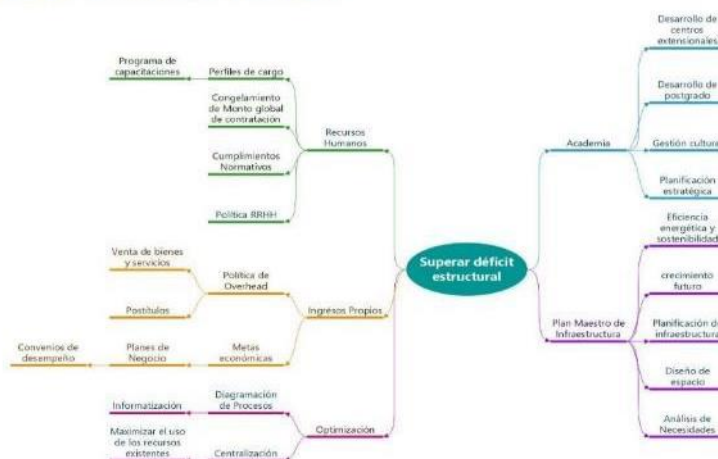 Programa de
capacitaciones
Perfiles de cargo
Congelamiento
de Monto global
de contratación
Cumplimientos
Normativos
Política RRHH
Recursos
Humanos
Venta de bienes
y servicios
Postítulos
Política de
Overhead
Convenios de
desempeño
Planes de
Negocio
Metas
económicas
Ingresos Propios
Informatización
Diagramación
de Procesos
Maximizar el uso
de los recursos
existentes
Centralización
Optimización
Superar déficit
estructural
Academia
Desarrollo de
centros
extensionales
Desarrollo de
postgrado
Gestión cultura
Planificación
estratégica
Plan Maestro de
Infraestructura
Eficiencia
energética y
sostenibilidad
crecimiento
futuro
Planificación de
infraestructura
Diseño de
espacio
Análisis de
Necesidades